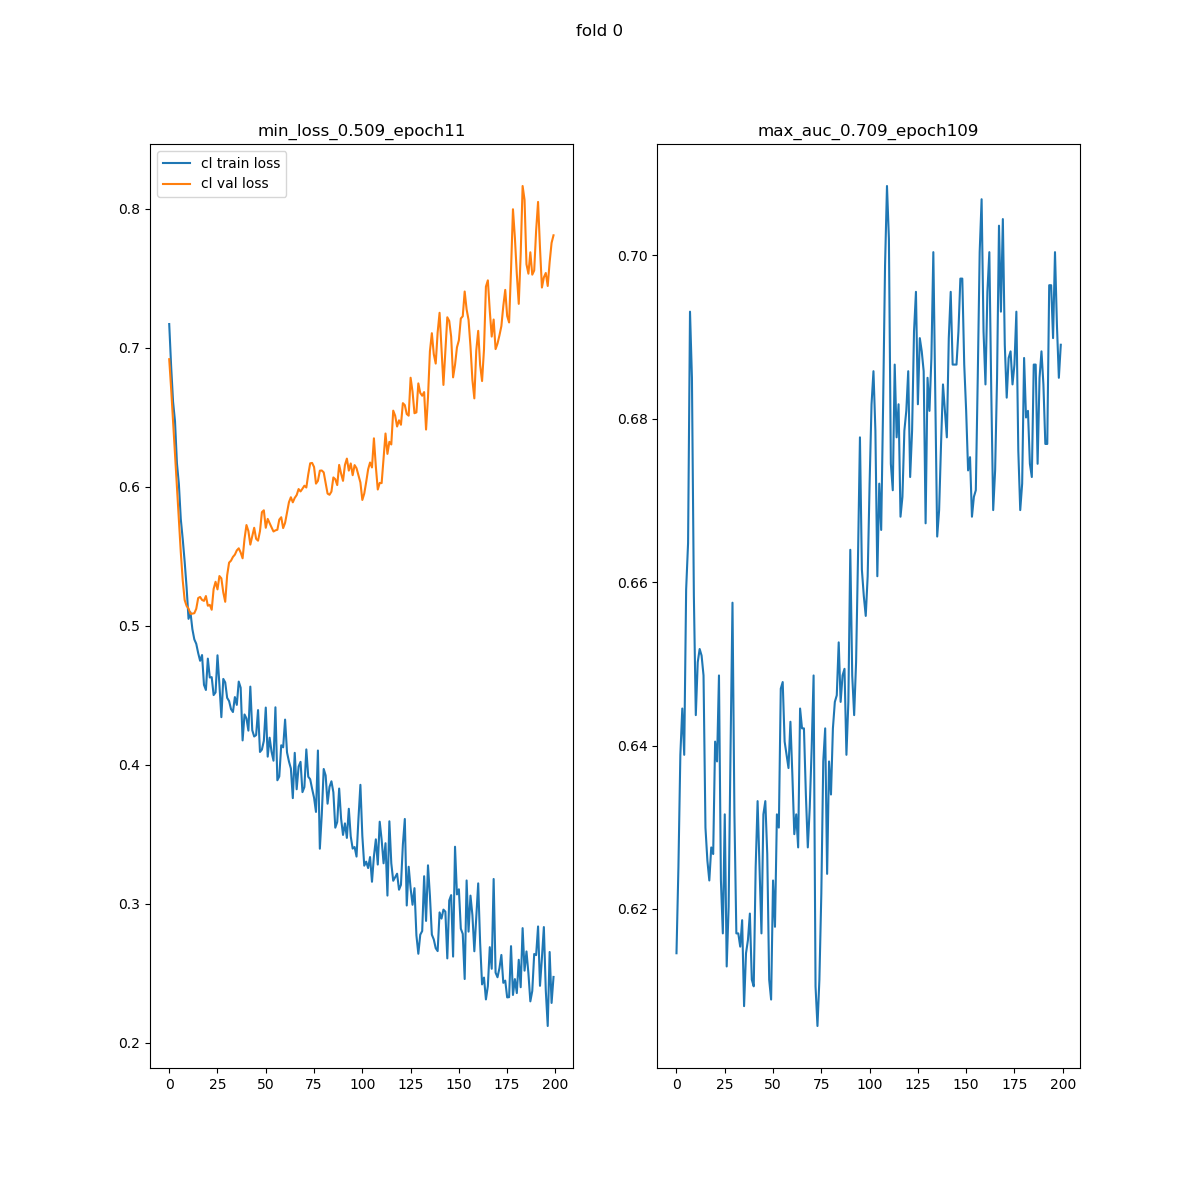 fold 0
min_loss_0.509_epoch11
cl train loss
cl val loss
0.8
0.7
0.6
0.5
0.4
0.3
0.2
0 25 50 75 100 125 150 175 200
max_auc_0.709_epoch109
0.70
0.68
0.66
0.64
0.62
0 25 50 75 100 125 150 175 200